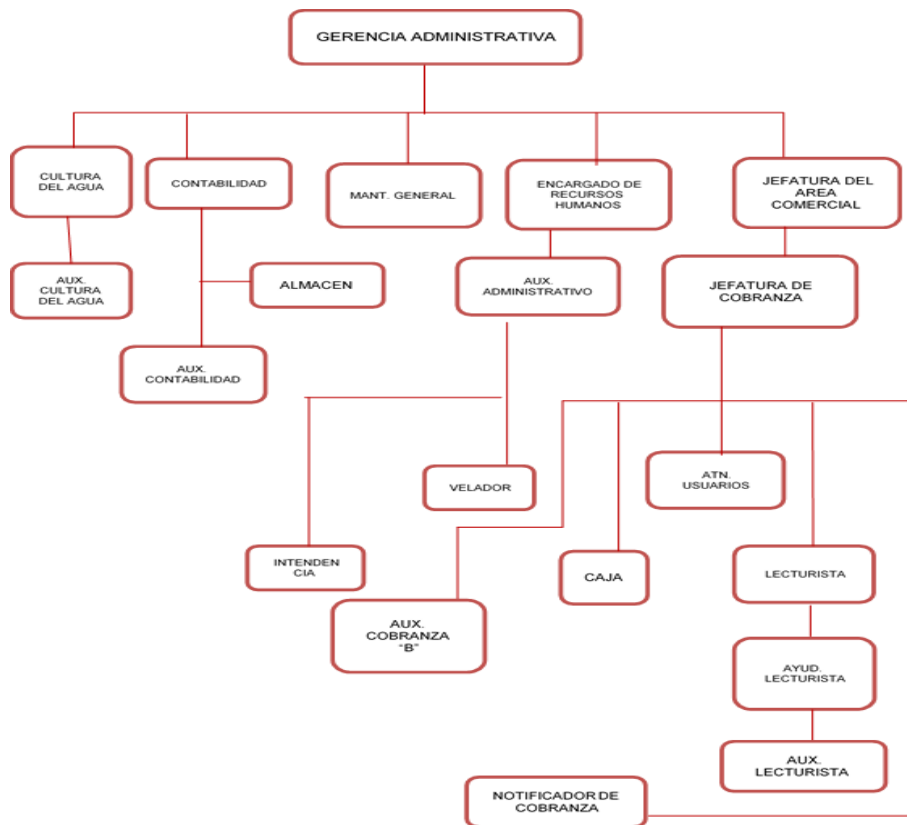 GERENCIA ADMINISTRATIVA
CULTURA
DEL AGUA
CONTABILIDAD
MANT. GENERAL
ENCARGADO DE
RECURSOS
HUMANOS
JEFATURA DEL
AREA
COMERCIAL
AUX.
CULTURA
DEL AGUA
ALMACEN
AUX.
ADMINISTRATIVO
JEFATURA DE
COBRANZA
AUX.
CONTABILIDAD
VELADOR
ATN.
USUARIOS
INTENDEN
CIA
CAJA
LECTURISTA
AUX.
COBRANZA
"B"
AYUD.
LECTURISTA
AUX.
LECTURISTA
NOTIFICADOR DE
COBRANZA